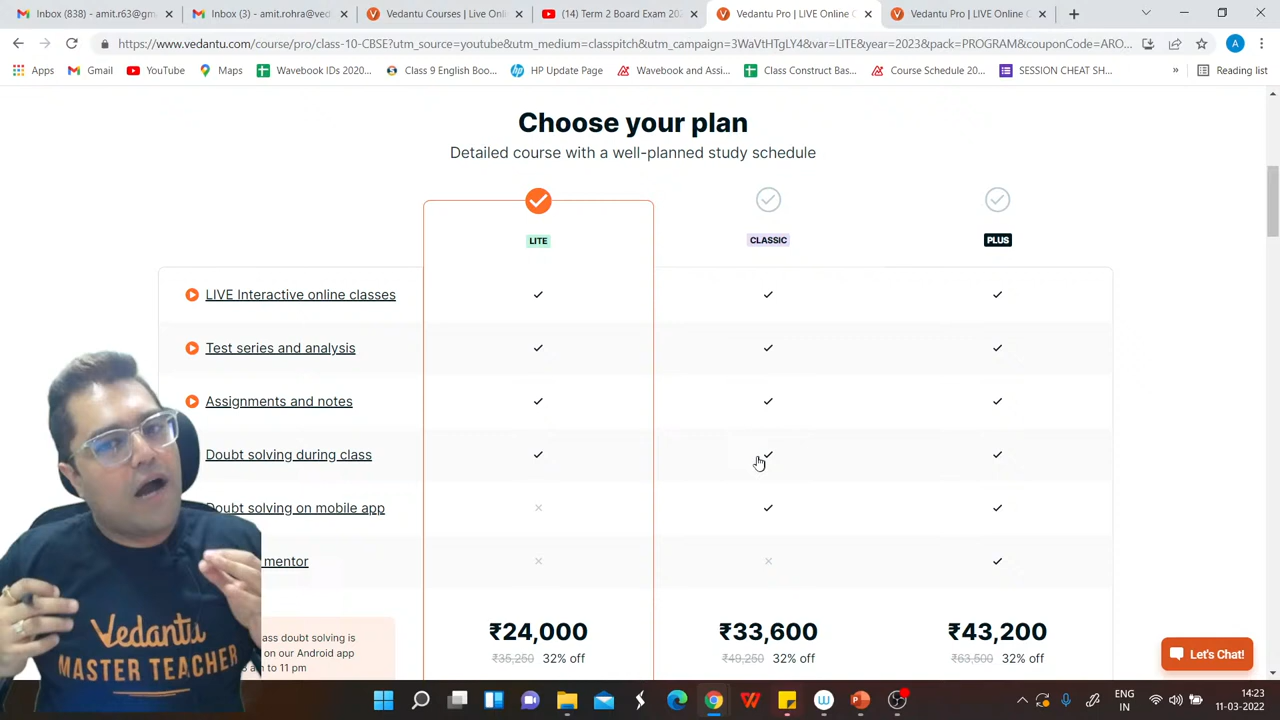 Inbox (838) - amit.r63@gm
Inbox (3) - amit.rohra@ved
Vedantu Courses | Live Onl
(14) Term 2 Board Exam 202
Vedantu Pro | LIVE Online C
Vedantu Pro | LIVE Online C
https://www.vedantu.com/course/pro/class-10-CBSE?utm_source=youtube&utm_medium=classpitch&utm_campaign=3WaVtHTgLY4&var=LITE&year=2023&pack=PROGRAM&couponCode=ARO...
A
Apps
Gmail
YouTube
Maps
Wavebook IDs 2020...
Class 9 English Boo...
HP Update Page
Wavebook and Assi...
Class Construct Bas...
Course Schedule 20...
SESSION CHEAT SH...
»
Reading list
Choose your plan
Detailed course with a well-planned study schedule
LITE
CLASSIC
PLUS
LIVE Interactive online classes
Test series and analysis
Assignments and notes
Doubt solving during class
Doubt solving on mobile app
mentor
₹24,000
₹33,600
₹43,200
₹35,250 32% off
₹49,250 32% off
₹63,500 32% off
ass doubt solving is
on our Android app
am to 11 pm
Let's Chat!
Vedantu
MASTER TEACHER
ENG
IN
14:23
11-03-2022